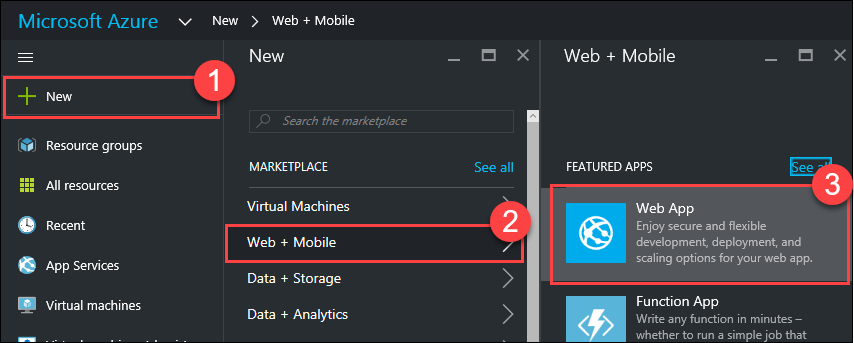 Microsoft Azure New > Web + Mobile
New
Resource groups
All resources
Recent
App Services
Virtual machines
1
New
Search the marketplace
MARKETPLACE See all
Virtual Machines
Web + Mobile
Data + Storage
Data + Analytics
2
Web + Mobile
FEATURED APPS See all
3
Web App
Enjoy secure and flexible
development, deployment, and
scaling options for your web app.
Function App
Write any function in minutes –
whether to run a simple job that